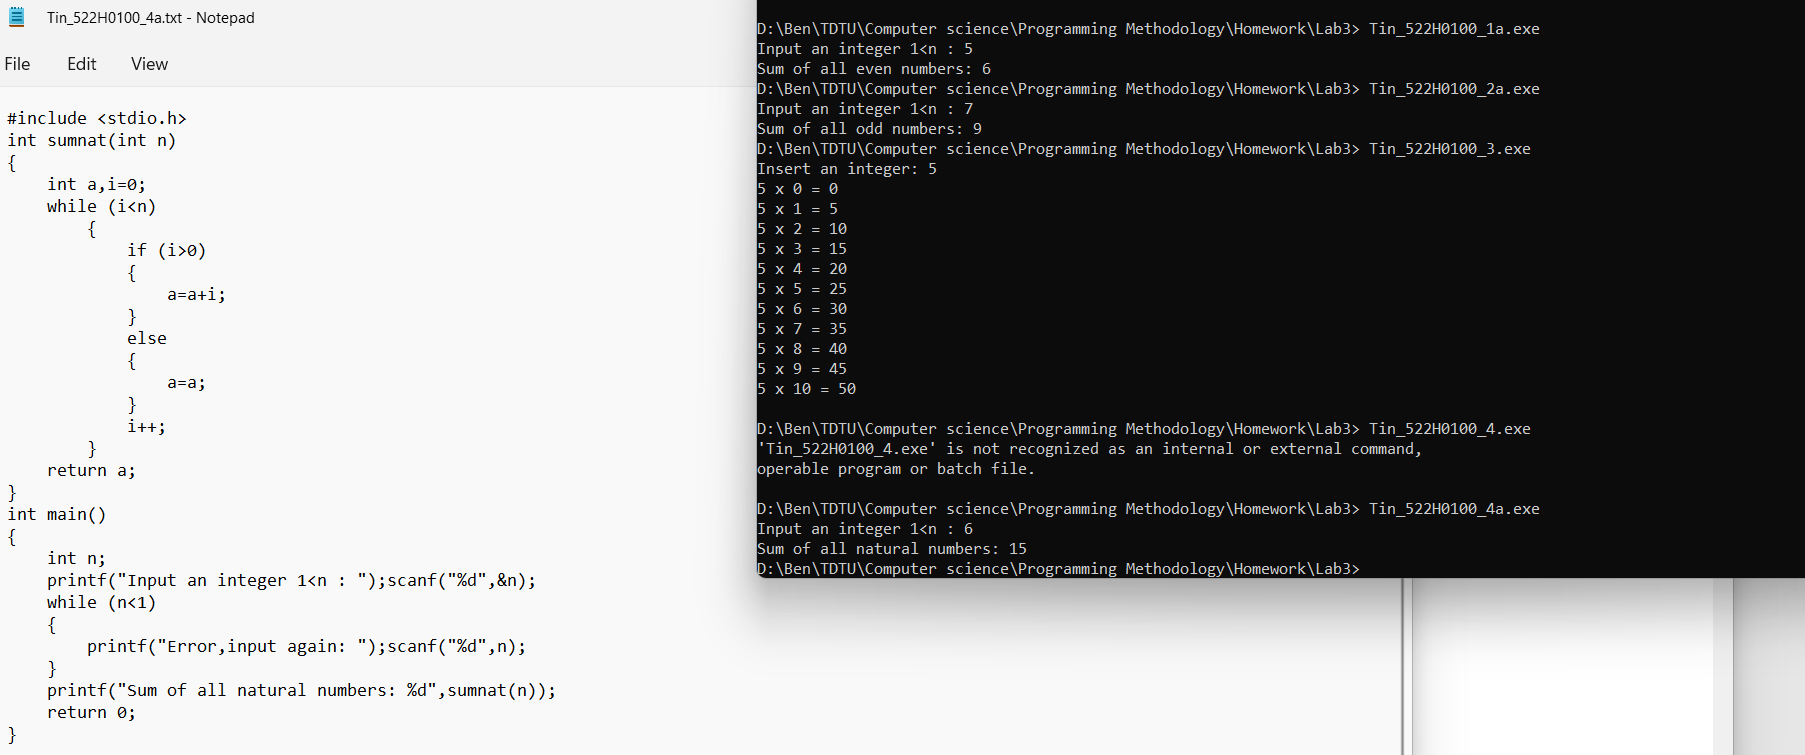 Tin_522H0100_4a.txt - Notepad
File Edit View
#include <stdio.h>
int sumnat(int n)
{
    int a,i=0;
    while (i<n)
        {
            if (i>0)
            {
                a=a+i;
            }
            else
            {
                a=a;
            }
            i++;
        }
    return a;
}
int main()
{
    int n;
    printf("Input an integer 1<n : ");scanf("%d",&n);
    while (n<1)
    {
        printf("Error,input again: ");scanf("%d",n);
    }
    printf("Sum of all natural numbers: %d",sumnat(n));
    return 0;
}
D:\Ben\TDTU\Computer science\Programming Methodology\Homework\Lab3> Tin_522H0100_1a.exe
Input an integer 1<n : 5
Sum of all even numbers: 6
D:\Ben\TDTU\Computer science\Programming Methodology\Homework\Lab3> Tin_522H0100_2a.exe
Input an integer 1<n : 7
Sum of all odd numbers: 9
D:\Ben\TDTU\Computer science\Programming Methodology\Homework\Lab3> Tin_522H0100_3.exe
Insert an integer: 5
5 x 0 = 0
5 x 1 = 5
5 x 2 = 10
5 x 3 = 15
5 x 4 = 20
5 x 5 = 25
5 x 6 = 30
5 x 7 = 35
5 x 8 = 40
5 x 9 = 45
5 x 10 = 50
D:\Ben\TDTU\Computer science\Programming Methodology\Homework\Lab3> Tin_522H0100_4.exe
'Tin_522H0100_4.exe' is not recognized as an internal or external command,
operable program or batch file.
D:\Ben\TDTU\Computer science\Programming Methodology\Homework\Lab3> Tin_522H0100_4a.exe
Input an integer 1<n : 6
Sum of all natural numbers: 15
D:\Ben\TDTU\Computer science\Programming Methodology\Homework\Lab3>